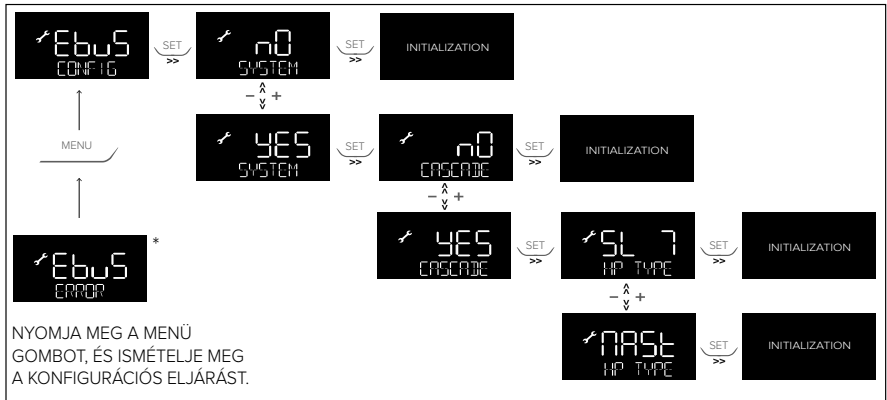 EbuS
CONFIG
SET
>>
nO
SYSTEM
SET
>>
INITIALIZATION
- +
MENU
YES
SYSTEM
SET
>>
nO
CASCADE
SET
>>
INITIALIZATION
- +
EbuS
ERROR
*
YES
CASCADE
SET
>>
SL 7
HP TYPE
SET
>>
INITIALIZATION
- +
MASt
HP TYPE
SET
>>
INITIALIZATION
NYOMJA MEG A MENÜ
GOMBOT, ÉS ISMÉTELJE MEG
A KONFIGURÁCIÓS ELJÁRÁST.